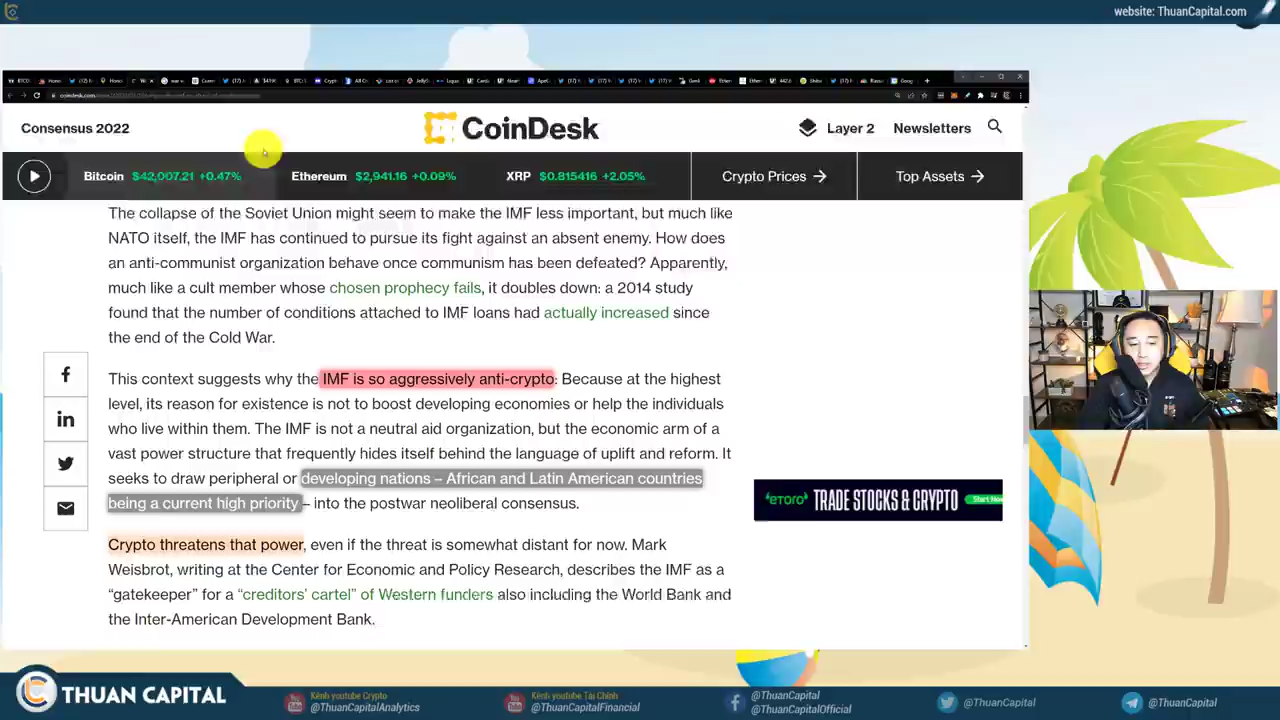 website: ThuanCapital.com
Consensus 2022
CoinDesk
Layer 2
Newsletters
Bitcoin $42,007.21 +0.47%
Ethereum $2,941.16 +0.09%
XRP $0.815416 +2.05%
Crypto Prices →
Top Assets →
The collapse of the Soviet Union might seem to make the IMF less important, but much like
NATO itself, the IMF has continued to pursue its fight against an absent enemy. How does
an anti-communist organization behave once communism has been defeated? Apparently,
much like a cult member whose chosen prophecy fails, it doubles down: a 2014 study
found that the number of conditions attached to IMF loans had actually increased since
the end of the Cold War.
This context suggests why the IMF is so aggressively anti-crypto: Because at the highest
level, its reason for existence is not to boost developing economies or help the individuals
who live within them. The IMF is not a neutral aid organization, but the economic arm of a
vast power structure that frequently hides itself behind the language of uplift and reform. It
seeks to draw peripheral or developing nations – African and Latin American countries
being a current high priority – into the postwar neoliberal consensus.
Crypto threatens that power, even if the threat is somewhat distant for now. Mark
Weisbrot, writing at the Center for Economic and Policy Research, describes the IMF as a
“gatekeeper” for a “creditors’ cartel” of Western funders also including the World Bank and
the Inter-American Development Bank.
eTORO TRADE STOCKS & CRYPTO Start Now
THUAN CAPITAL
Kênh youtube Crypto
@ThuanCapitalAnalytics
Kênh youtube Tài Chính
@ThuanCapitalFinancial
@ThuanCapital
@ThuanCapitalOfficial
@ThuanCapital
@ThuanCapital